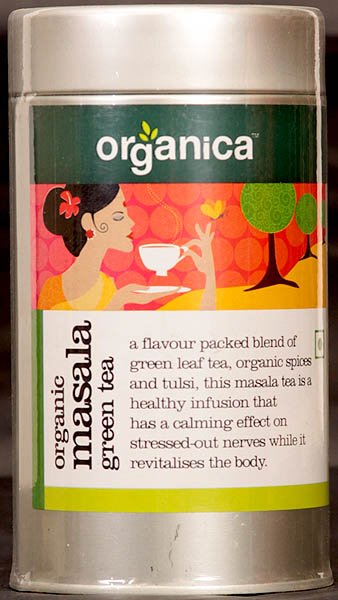 organica™
organic
masala
green tea
a flavour packed blend of
green leaf tea, organic spices
and tulsi, this masala tea is a
healthy infusion that
has a calming effect on
stressed-out nerves while it
revitalises the body.